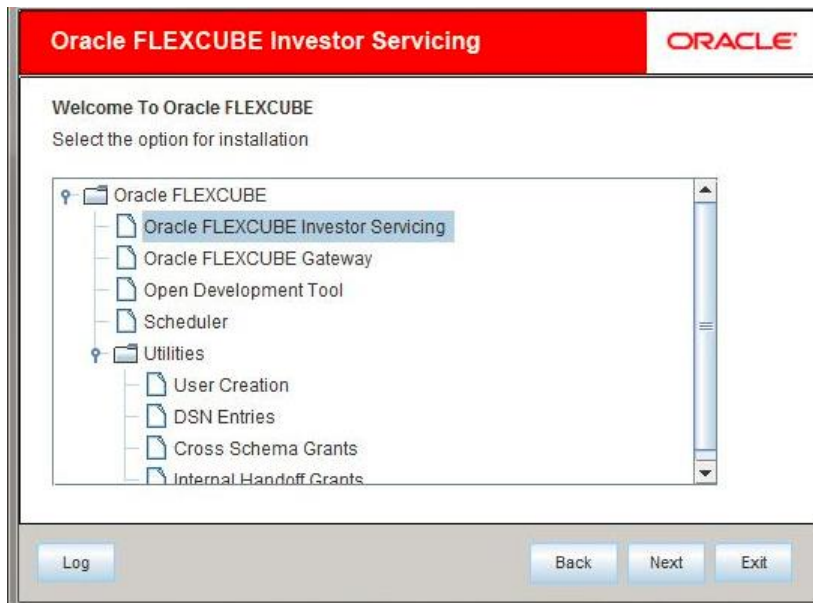 Oracle FLEXCUBE Investor Servicing
ORACLE
Welcome To Oracle FLEXCUBE
Select the option for installation
Oracle FLEXCUBE
Oracle FLEXCUBE Investor Servicing
Oracle FLEXCUBE Gateway
Open Development Tool
Scheduler
Utilities
User Creation
DSN Entries
Cross Schema Grants
Internal Handoff Grants
Log
Back
Next
Exit